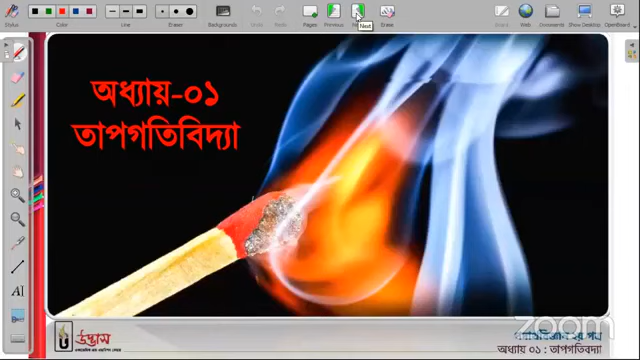 Stylus
Color
Line
Eraser
Backgrounds
Undo
Redo
Pages
Previous
Next
Erase
Board
Web
Documents
Show Desktop
OpenBoard
Next
অধ্যায়-০১
তাপগতিবিদ্যা
উদ্ভাস
zoom
অধ্যায় ০১ : তাপগতিবিদ্যা